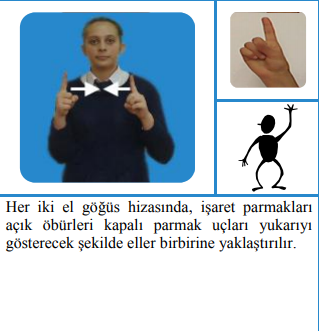 Her iki el göğüs hizasında, işaret parmakları
açık öbürleri kapalı parmak uçları yukarıyı
gösterecek şekilde eller birbirine yaklaştırılır.